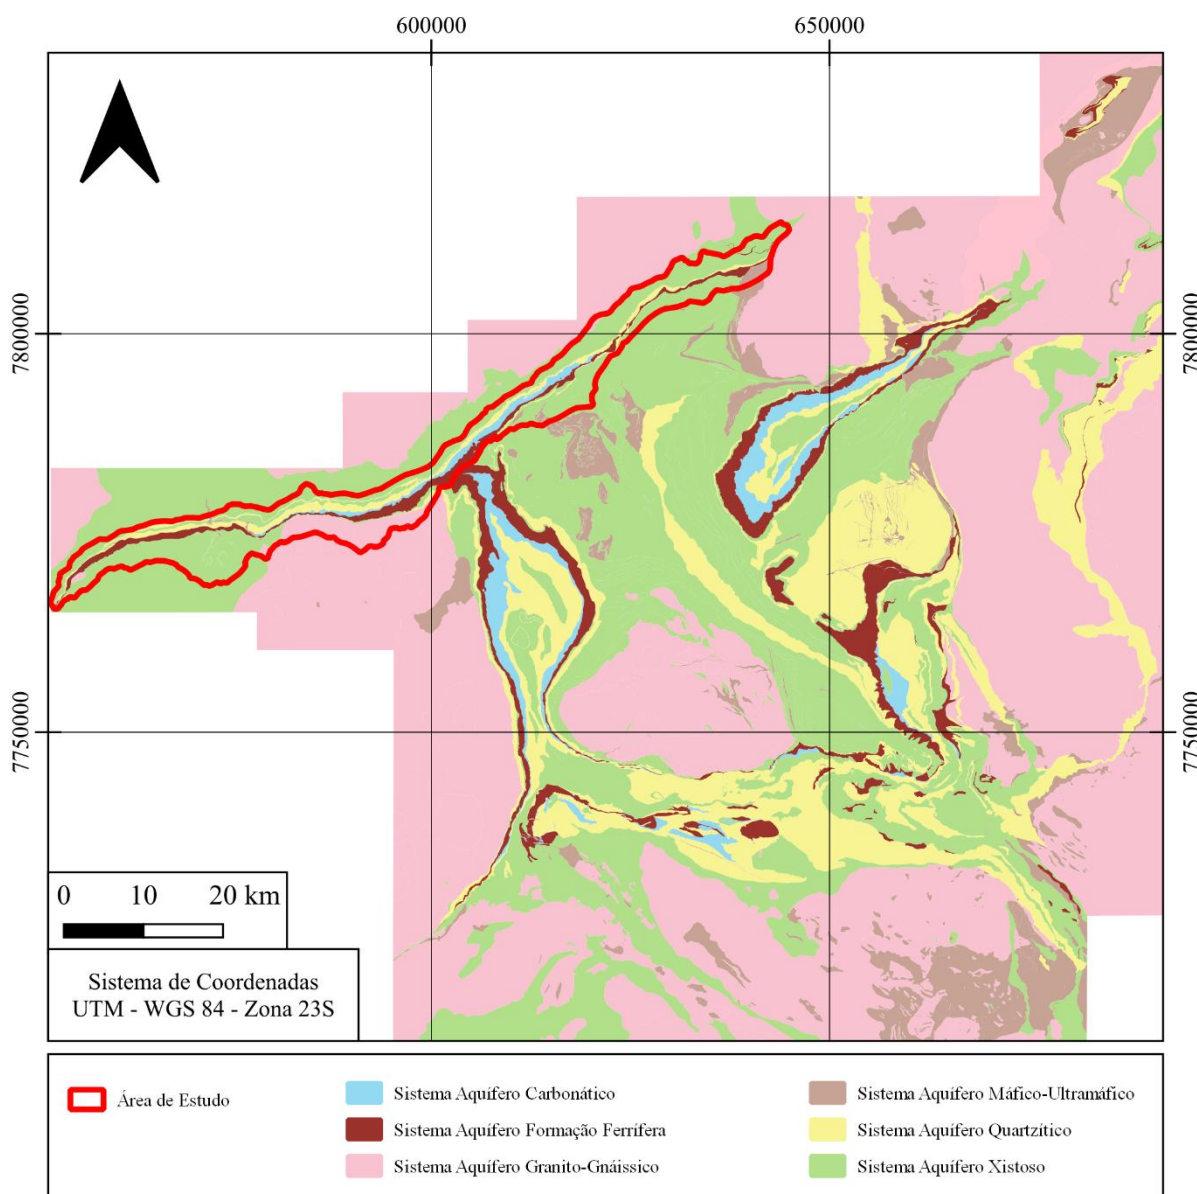 600000
650000
7800000
7800000
7750000
7750000
0 10 20 km
Sistema de Coordenadas
UTM - WGS 84 - Zona 23S
Área de Estudo
Sistema Aquífero Carbonático
Sistema Aquífero Formação Ferrífera
Sistema Aquífero Granito-Gnáissico
Sistema Aquífero Máfico-Ultramáfico
Sistema Aquífero Quartzítico
Sistema Aquífero Xistoso